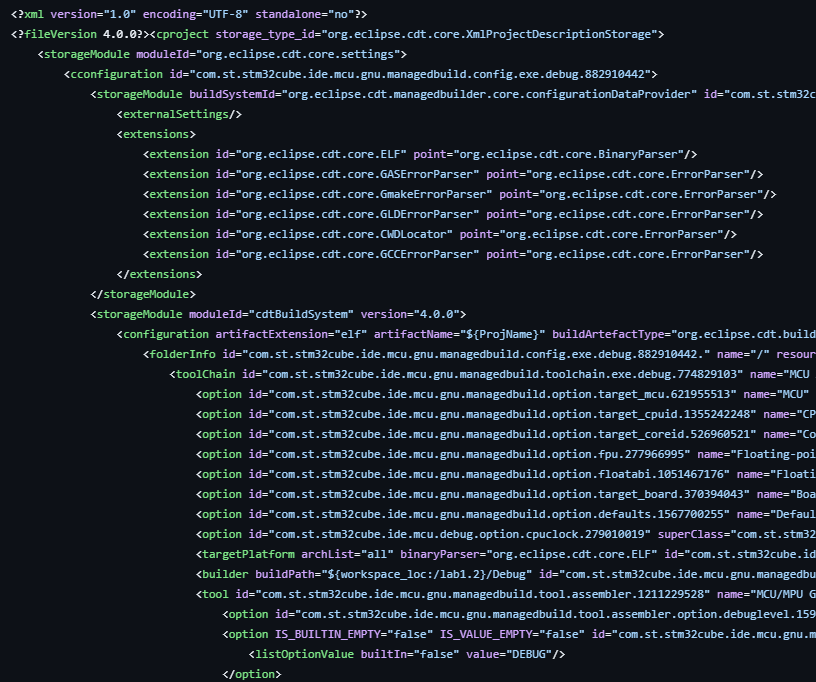 <?xml version="1.0" encoding="UTF-8" standalone="no"?>
<?fileVersion 4.0.0?><cproject storage_type_id="org.eclipse.cdt.core.XmlProjectDescriptionStorage">
<storageModule moduleId="org.eclipse.cdt.core.settings">
<cconfiguration id="com.st.stm32cube.ide.mcu.gnu.managedbuild.config.exe.debug.882910442">
<storageModule buildSystemId="org.eclipse.cdt.managedbuilder.core.configurationDataProvider" id="com.st.stm32c
<externalSettings/>
<extensions>
<extension id="org.eclipse.cdt.core.ELF" point="org.eclipse.cdt.core.BinaryParser"/>
<extension id="org.eclipse.cdt.core.GASErrorParser" point="org.eclipse.cdt.core.ErrorParser"/>
<extension id="org.eclipse.cdt.core.GmakeErrorParser" point="org.eclipse.cdt.core.ErrorParser"/>
<extension id="org.eclipse.cdt.core.GLDErrorParser" point="org.eclipse.cdt.core.ErrorParser"/>
<extension id="org.eclipse.cdt.core.CWDLocator" point="org.eclipse.cdt.core.ErrorParser"/>
<extension id="org.eclipse.cdt.core.GCCErrorParser" point="org.eclipse.cdt.core.ErrorParser"/>
</extensions>
</storageModule>
<storageModule moduleId="cdtBuildSystem" version="4.0.0">
<configuration artifactExtension="elf" artifactName="${ProjName}" buildArtefactType="org.eclipse.cdt.build
<folderInfo id="com.st.stm32cube.ide.mcu.gnu.managedbuild.config.exe.debug.882910442." name="/" resour
<toolChain id="com.st.stm32cube.ide.mcu.gnu.managedbuild.toolchain.exe.debug.774829103" name="MCU
<option id="com.st.stm32cube.ide.mcu.gnu.managedbuild.option.target_mcu.621955513" name="MCU"
<option id="com.st.stm32cube.ide.mcu.gnu.managedbuild.option.target_cpuid.1355242248" name="CP
<option id="com.st.stm32cube.ide.mcu.gnu.managedbuild.option.target_coreid.526960521" name="Co
<option id="com.st.stm32cube.ide.mcu.gnu.managedbuild.option.fpu.277966995" name="Floating-poi
<option id="com.st.stm32cube.ide.mcu.gnu.managedbuild.option.floatabi.1051467176" name="Floati
<option id="com.st.stm32cube.ide.mcu.gnu.managedbuild.option.target_board.370394043" name="Boa
<option id="com.st.stm32cube.ide.mcu.gnu.managedbuild.option.defaults.1567700255" name="Defaul
<option id="com.st.stm32cube.ide.mcu.debug.option.cpuclock.279010019" superClass="com.st.stm32
<targetPlatform archList="all" binaryParser="org.eclipse.cdt.core.ELF" id="com.st.stm32cube.id
<builder buildPath="${workspace_loc:/lab1.2}/Debug" id="com.st.stm32cube.ide.mcu.gnu.managedbu
<tool id="com.st.stm32cube.ide.mcu.gnu.managedbuild.tool.assembler.1211229528" name="MCU/MPU G
<option id="com.st.stm32cube.ide.mcu.gnu.managedbuild.tool.assembler.option.debuglevel.159
<option IS_BUILTIN_EMPTY="false" IS_VALUE_EMPTY="false" id="com.st.stm32cube.ide.mcu.gnu.m
<listOptionValue builtIn="false" value="DEBUG"/>
</option>